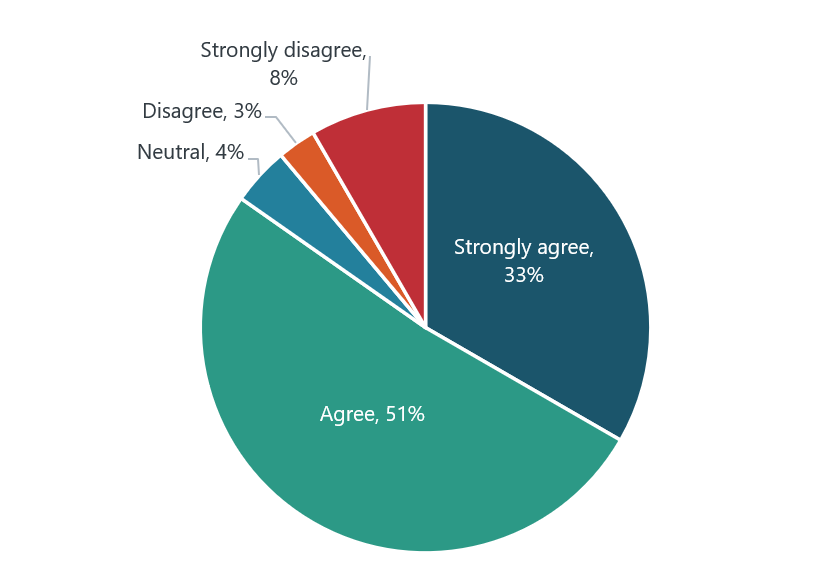 Strongly disagree,
8%
Disagree, 3%
Neutral, 4%
Strongly agree,
33%
Agree, 51%